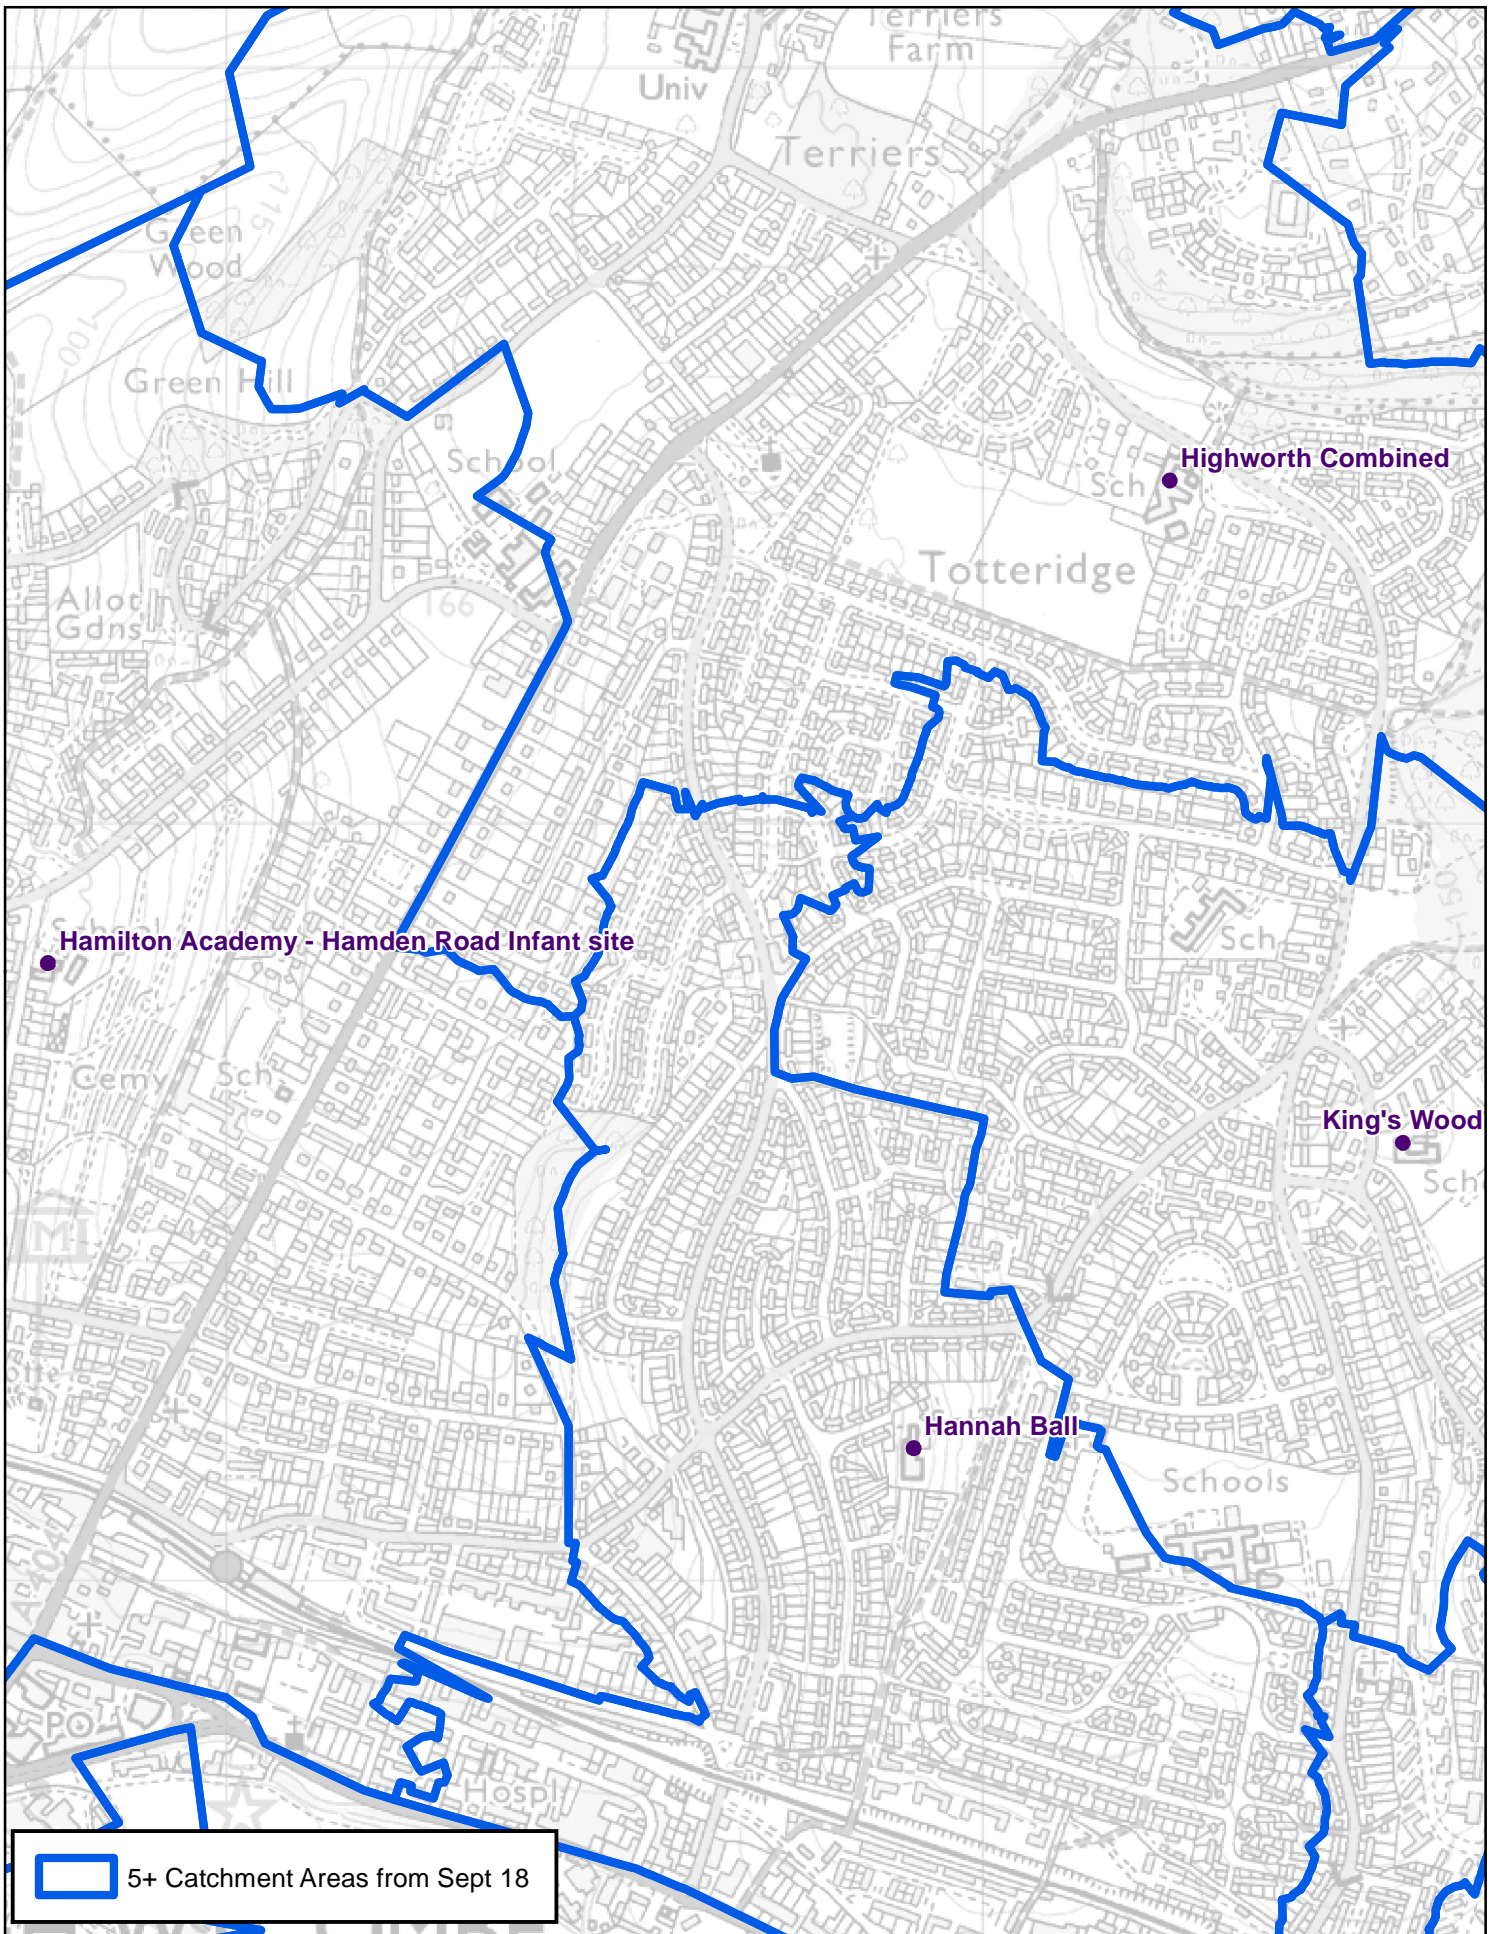 Terriers
Farm
Univ
Terriers
Green
Wood
Green Hill
School
Highworth Combined
Sch
Totteridge
Allot
Gdns
166
Hamilton Academy - Hamden Road Infant site
Sch
Cemy
Sch
King's Wood
Hannah Ball
Schools
PO
Hospl
5+ Catchment Areas from Sept 18